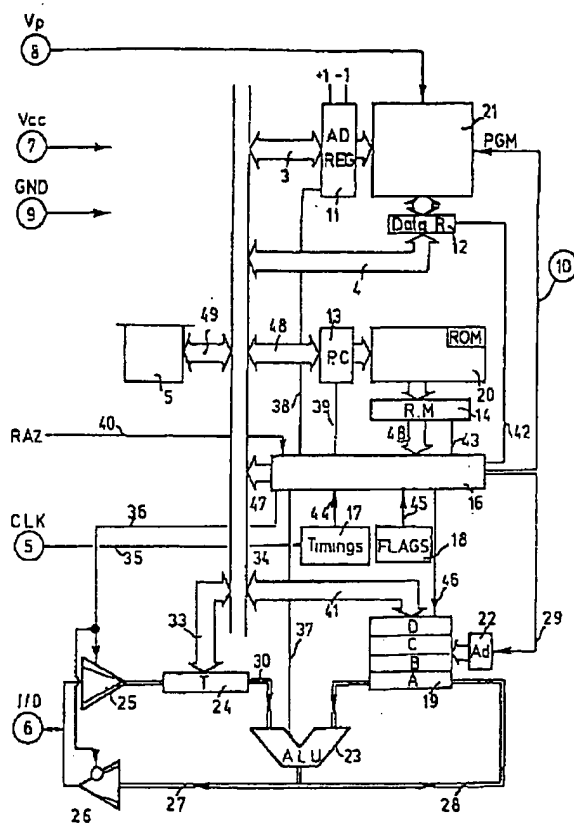 Vp
8
+1 -1
21
Vcc
7
AD
REG
PGM
3
GND
9
11
Data R.
12
4
10
49
48
13
P.C
ROM
5
20
R.M
14
38
39
48
43
42
RAZ
40
47
16
CLK
5
36
35
34
44
17
Timings
45
FLAGS
18
46
33
41
37
D
C
B
A
22
Ad
29
30
T
24
19
25
I/O
6
ALU
23
26
27
28